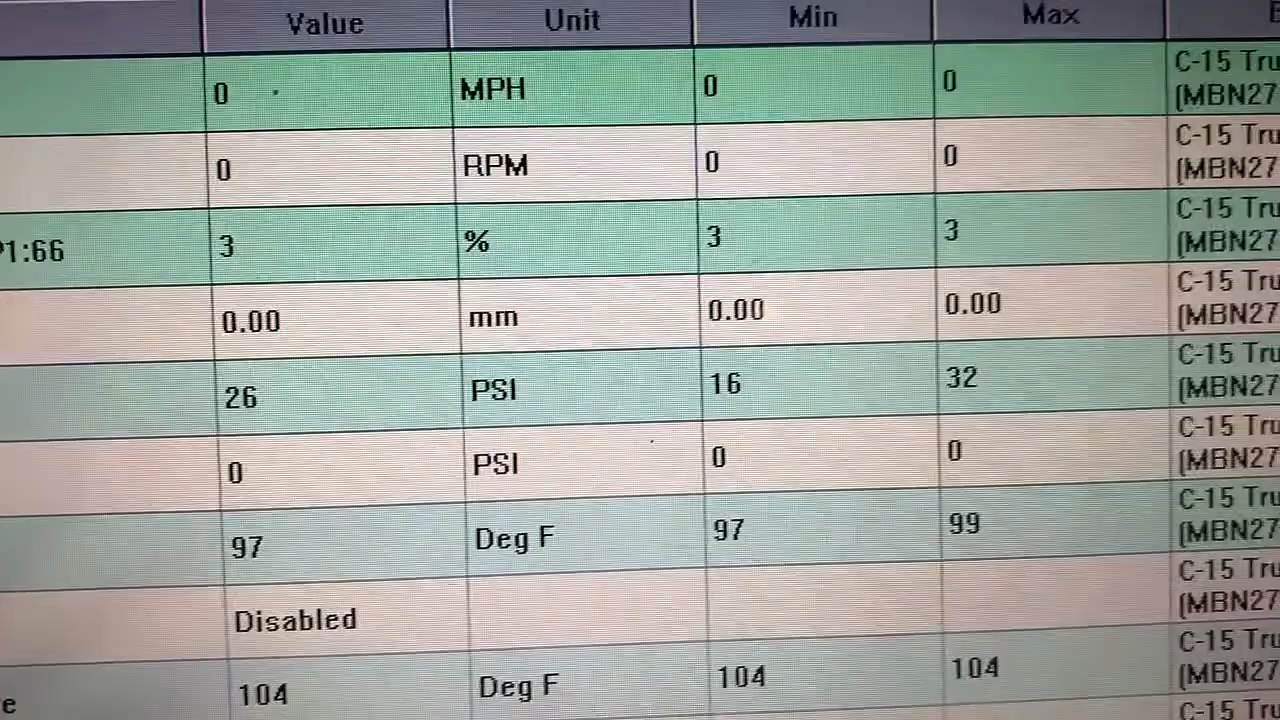 Value Unit Min Max
0 MPH 0 0 C-15 Tru
(MBN27
0 RPM 0 0 C-15 Tru
(MBN27
P1:66 3 % 3 3 C-15 Tru
(MBN27
0.00 mm 0.00 0.00 C-15 Tru
(MBN27
26 PSI 16 32 C-15 Tru
(MBN27
0 PSI 0 0 C-15 Tru
(MBN27
97 Deg F 97 99 C-15 Tru
(MBN27
Disabled C-15 Tru
(MBN27
e 104 Deg F 104 104 C-15 Tru
(MBN27
C-15 Tru